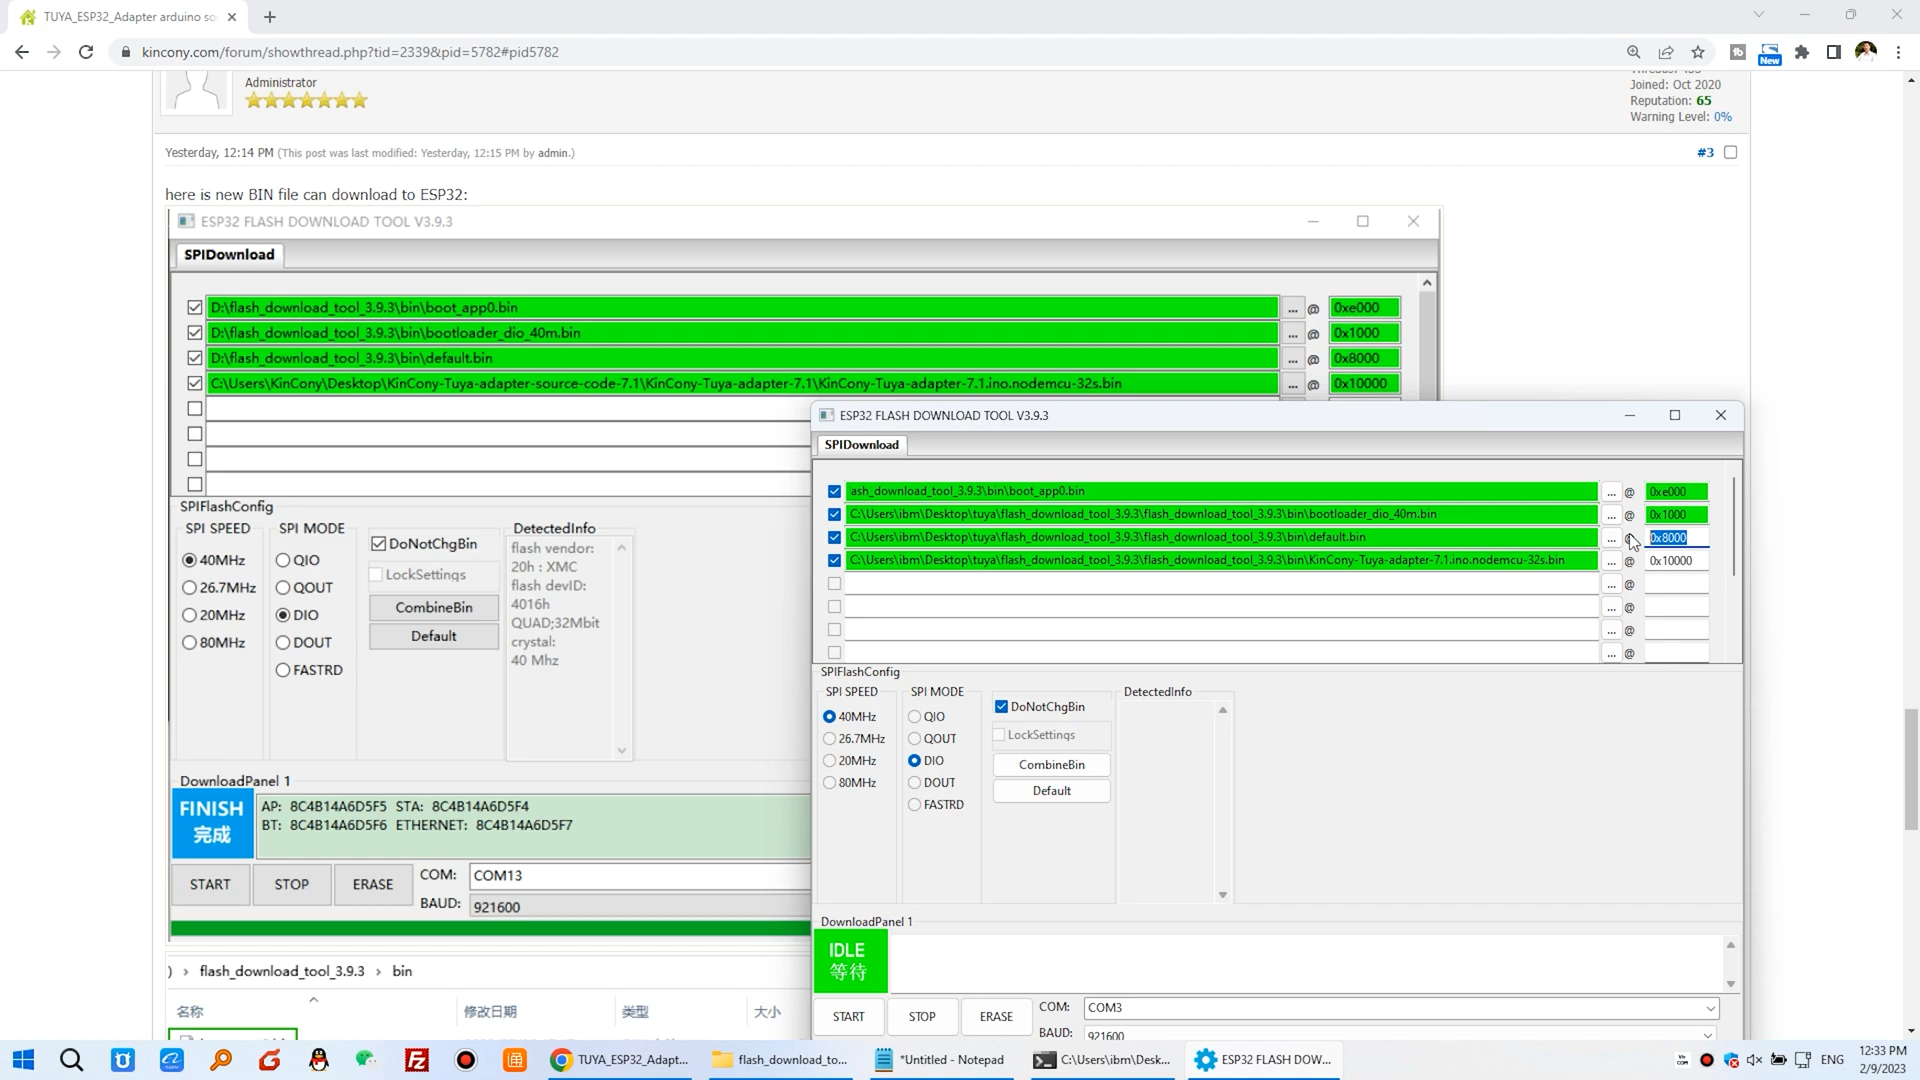 TUYA_ESP32_Adapter arduino so
kincony.com/forum/showthread.php?tid=2339&pid=5782#pid5782
New
Administrator
Joined: Oct 2020
Reputation: 65
Warning Level: 0%
Yesterday, 12:14 PM (This post was last modified: Yesterday, 12:15 PM by admin.)
#3
here is new BIN file can download to ESP32:
ESP32 FLASH DOWNLOAD TOOL V3.9.3
SPIDownload
D:\flash_download_tool_3.9.3\bin\boot_app0.bin ... @ 0xe000
D:\flash_download_tool_3.9.3\bin\bootloader_dio_40m.bin ... @ 0x1000
D:\flash_download_tool_3.9.3\bin\default.bin ... @ 0x8000
C:\Users\KinCony\Desktop\KinCony-Tuya-adapter-source-code-7.1\KinCony-Tuya-adapter-7.1\KinCony-Tuya-adapter-7.1.ino.nodemcu-32s.bin ... @ 0x10000
SPIFlashConfig
SPI SPEED
40MHz
26.7MHz
20MHz
80MHz
SPI MODE
QIO
QOUT
DIO
DOUT
FASTRD
DoNotChgBin
LockSettings
CombineBin
Default
DetectedInfo
flash vendor:
20h : XMC
flash devID:
4016h
QUAD;32Mbit
crystal:
40 Mhz
DownloadPanel 1
FINISH
完成
AP: 8C4B14A6D5F5 STA: 8C4B14A6D5F4
BT: 8C4B14A6D5F6 ETHERNET: 8C4B14A6D5F7
START
STOP
ERASE
COM: COM13
BAUD: 921600
) › flash_download_tool_3.9.3 › bin
名称 修改日期 类型 大小
ESP32 FLASH DOWNLOAD TOOL V3.9.3
SPIDownload
ash_download_tool_3.9.3\bin\boot_app0.bin ... @ 0xe000
C:\Users\ibm\Desktop\tuya\flash_download_tool_3.9.3\flash_download_tool_3.9.3\bin\bootloader_dio_40m.bin ... @ 0x1000
C:\Users\ibm\Desktop\tuya\flash_download_tool_3.9.3\flash_download_tool_3.9.3\bin\default.bin ... @ 0x8000
C:\Users\ibm\Desktop\tuya\flash_download_tool_3.9.3\flash_download_tool_3.9.3\bin\KinCony-Tuya-adapter-7.1.ino.nodemcu-32s.bin ... @ 0x10000
... @
... @
... @
... @
SPIFlashConfig
SPI SPEED
40MHz
26.7MHz
20MHz
80MHz
SPI MODE
QIO
QOUT
DIO
DOUT
FASTRD
DoNotChgBin
LockSettings
CombineBin
Default
DetectedInfo
DownloadPanel 1
IDLE
等待
START
STOP
ERASE
COM: COM3
BAUD: 921600
TUYA_ESP32_Adapt...
flash_download_to...
*Untitled - Notepad
C:\Users\ibm\Desk...
ESP32 FLASH DOW...
ENG
12:33 PM
2/9/2023